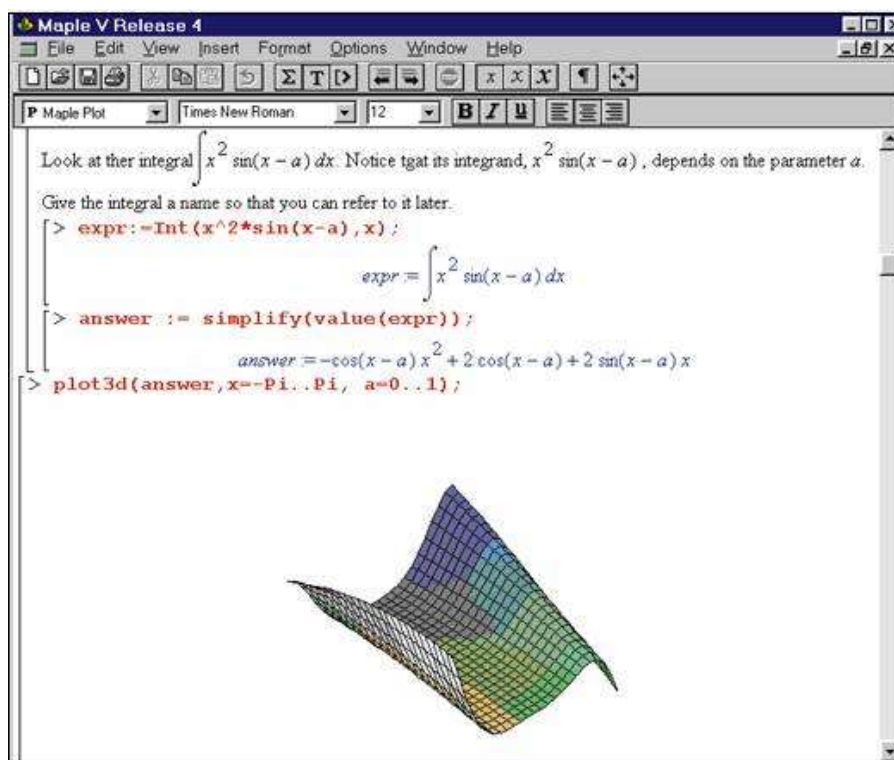 Maple V Release 4
File Edit View Insert Format Options Window Help
Σ T [> x x x ¶
P Maple Plot Times New Roman 12 B I U
Look at ther integral ∫ x² sin(x − a) dx. Notice tgat its integrand, x² sin(x − a) , depends on the parameter a.
Give the integral a name so that you can refer to it later.
> expr:=Int(x^2*sin(x-a),x);
expr := ∫ x² sin(x − a) dx
> answer := simplify(value(expr));
answer := −cos(x − a) x² + 2 cos(x − a) + 2 sin(x − a) x
> plot3d(answer,x=-Pi..Pi, a=0..1);